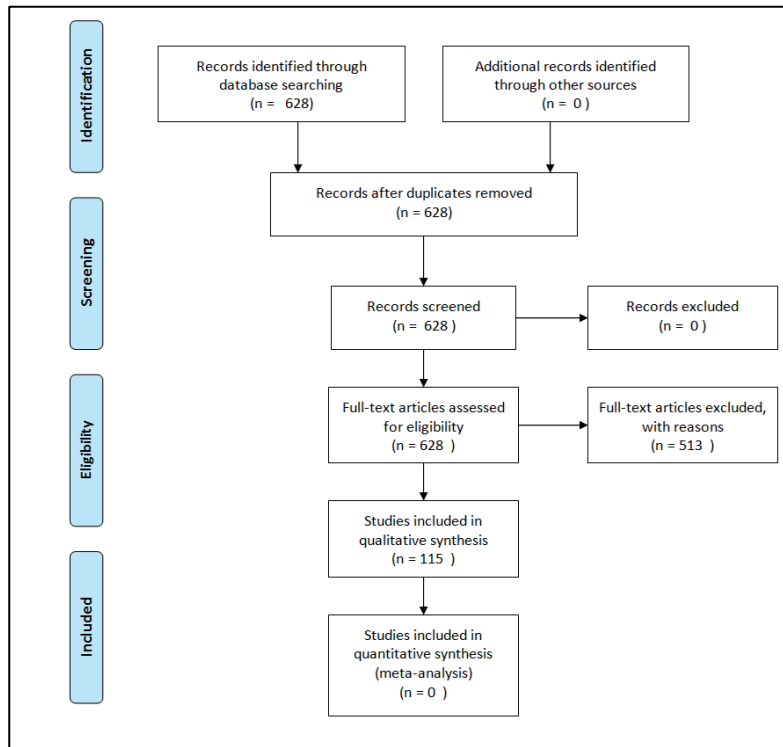 Identification
Records identified through
database searching
(n =   628)
Additional records identified
through other sources
(n =  0 )
Records after duplicates removed
(n = 628)
Screening
Records screened
(n =  628 )
Records excluded
(n =  0 )
Eligibility
Full-text articles assessed
for eligibility
(n = 628  )
Full-text articles excluded,
with reasons
(n = 513  )
Studies included in
qualitative synthesis
(n = 115  )
Included
Studies included in
quantitative synthesis
(meta-analysis)
(n = 0  )